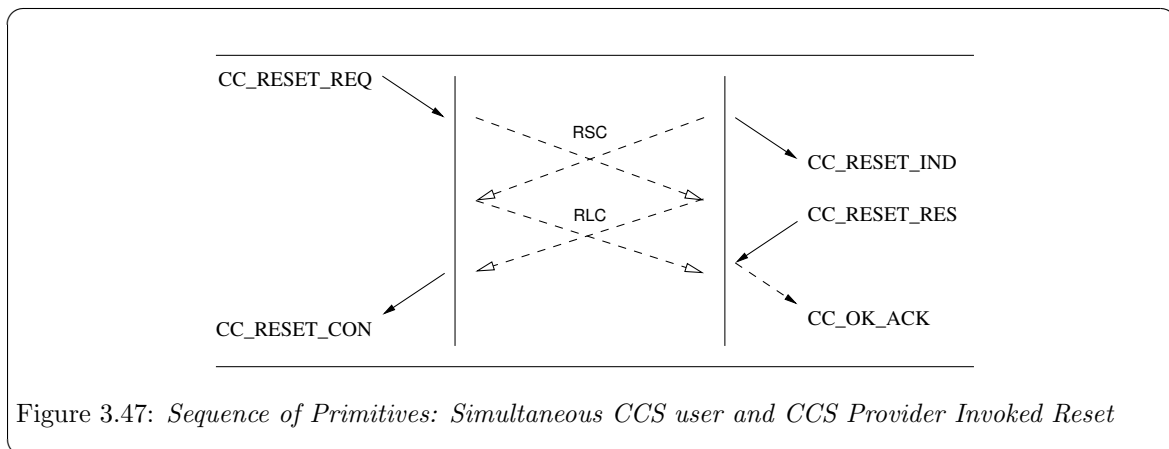 CC_RESET_REQ
RSC
CC_RESET_IND
RLC
CC_RESET_RES
CC_RESET_CON
CC_OK_ACK
Figure 3.47: Sequence of Primitives: Simultaneous CCS user and CCS Provider Invoked Reset